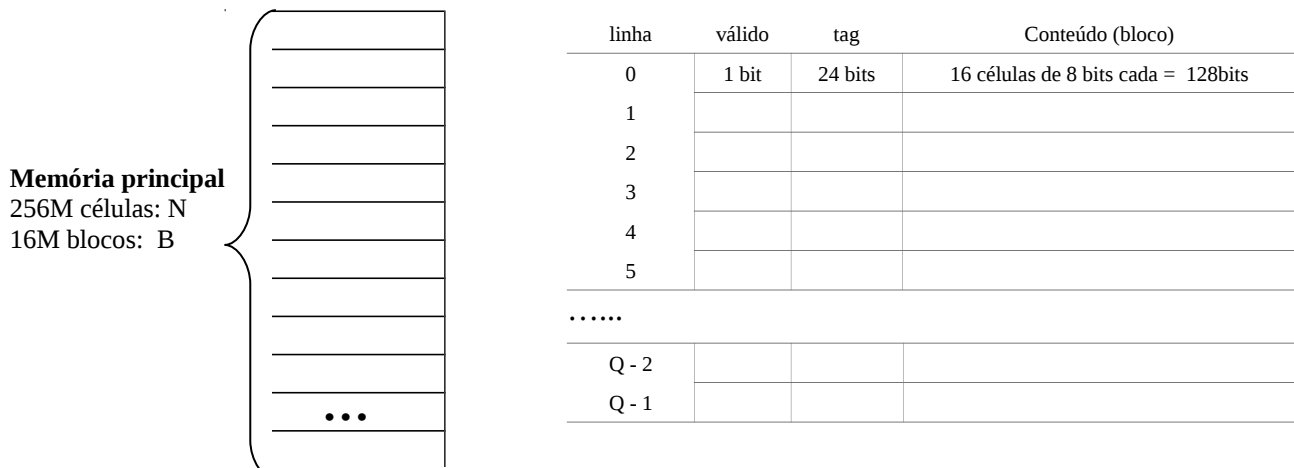 Memória principal
256M células: N
16M blocos: B
...
linha válido tag Conteúdo (bloco)
0 1 bit 24 bits 16 células de 8 bits cada = 128bits
1
2
3
4
5
…...
Q - 2
Q - 1